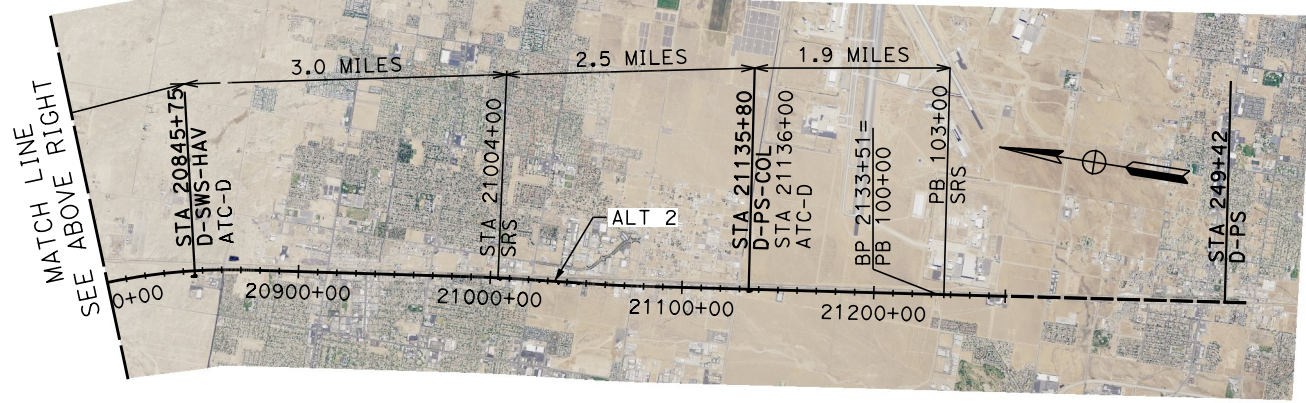 MATCH LINE
SEE ABOVE RIGHT
3.0 MILES
2.5 MILES
1.9 MILES
STA 20845+75
D-SWS-HAV
ATC-D
STA 21004+00
SRS
ALT 2
STA 21135+80
D-PS-COL
STA 21136+00
ATC-D
BP 2133+51=
PB 100+00
PB 103+00
SRS
STA 249+42
D-PS
0+00
20900+00
21000+00
21100+00
21200+00